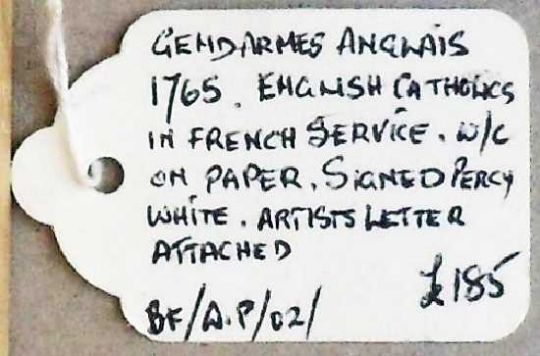 GENDARMES ANGLAIS
1765. ENGLISH CATHOLICS
IN FRENCH SERVICE. W/C
ON PAPER. SIGNED PERCY
WHITE. ARTISTS LETTER
ATTACHED
£185
BF/A.P/02/